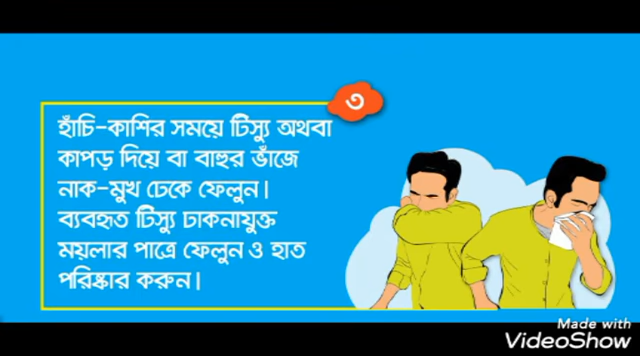 ৩
হাঁচি-কাশির সময়ে টিস্যু অথবা
কাপড় দিয়ে বা বাহুর ভাঁজে
নাক-মুখ ঢেকে ফেলুন।
ব্যবহৃত টিস্যু ঢাকনাযুক্ত
ময়লার পাত্রে ফেলুন ও হাত
পরিষ্কার করুন।
Made with
VideoShow